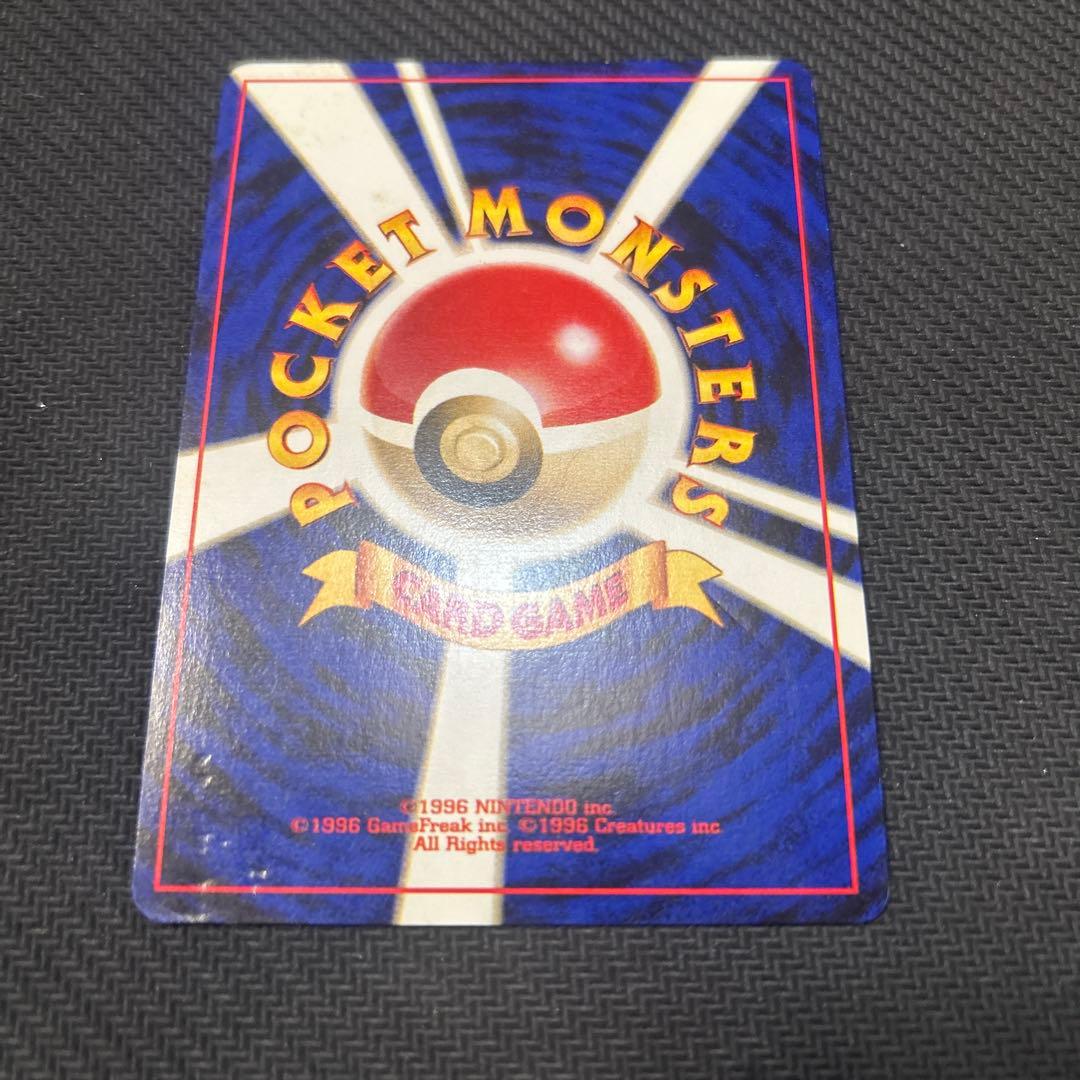 POCKET MONSTERS
CARD GAME
©1996 NINTENDO inc.
©1996 GameFreak inc. ©1996 Creatures inc.
All Rights reserved.